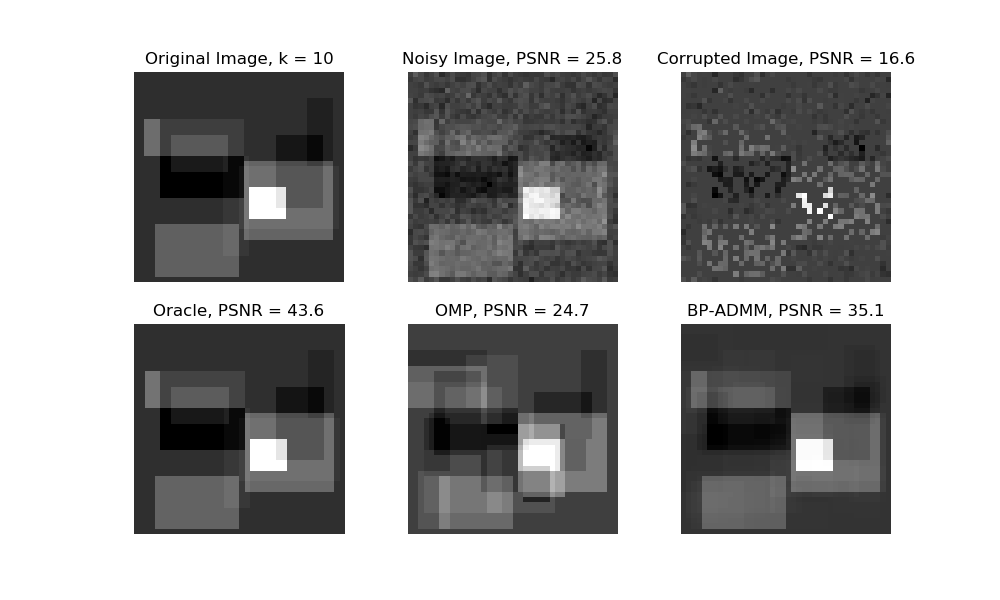 Original Image, k = 10
Noisy Image, PSNR = 25.8
Corrupted Image, PSNR = 16.6
Oracle, PSNR = 43.6
OMP, PSNR = 24.7
BP-ADMM, PSNR = 35.1